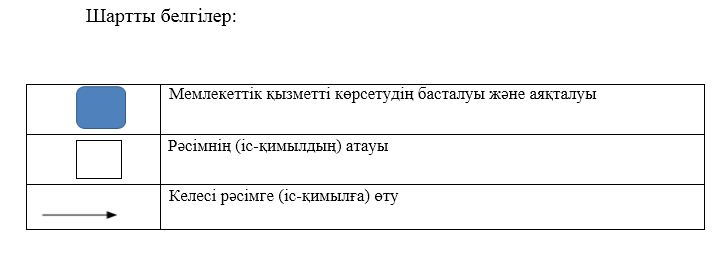 Шартты белгілер:
Мемлекеттік қызметті көрсетудің басталуы және аяқталуы
Рәсімнің (іс-қимылдың) атауы
Келесі рәсімге (іс-қимылға) өту